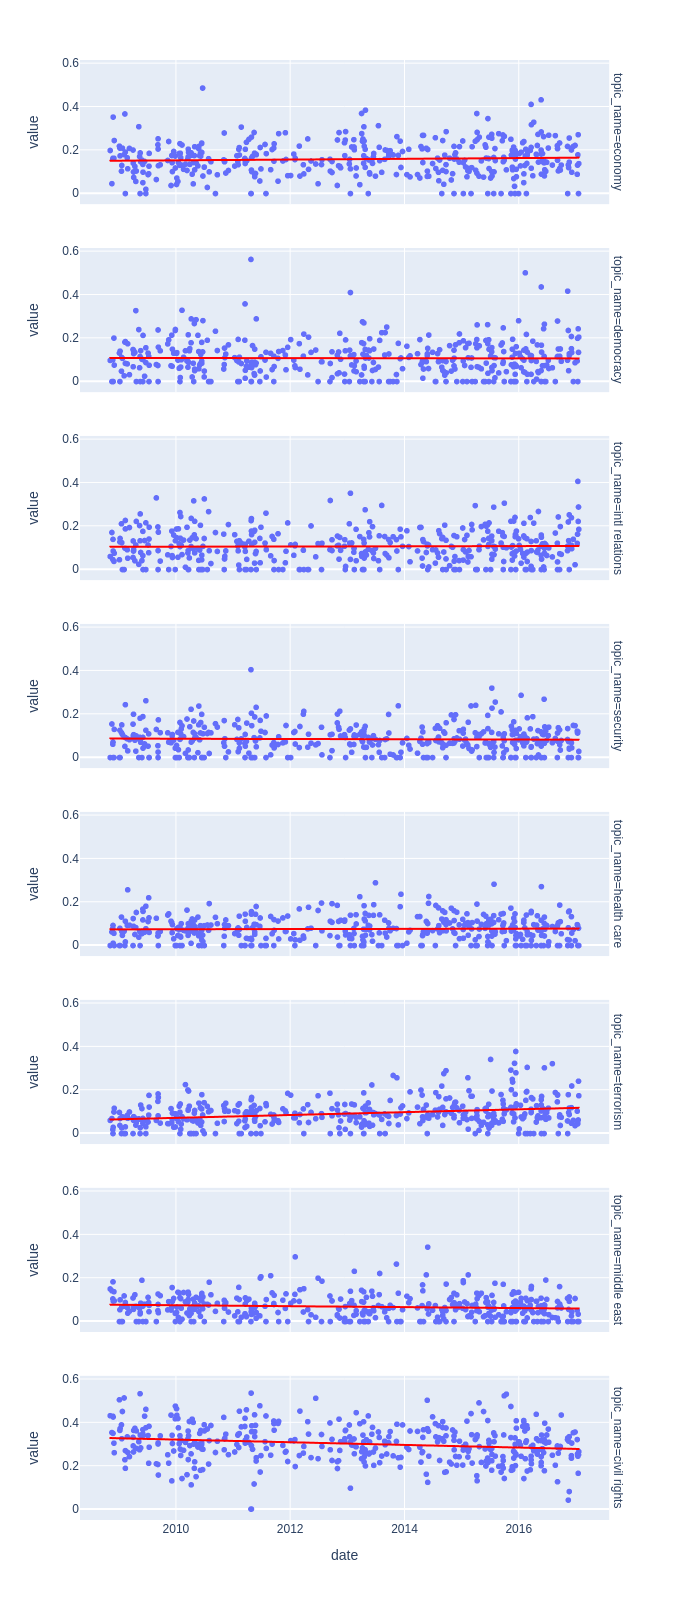 0.6
0.4
0.2
0
value
topic_name=economy
0.6
0.4
0.2
0
value
topic_name=democracy
0.6
0.4
0.2
0
value
topic_name=intl relations
0.6
0.4
0.2
0
value
topic_name=security
0.6
0.4
0.2
0
value
topic_name=health care
0.6
0.4
0.2
0
value
topic_name=terrorism
0.6
0.4
0.2
0
value
topic_name=middle east
0.6
0.4
0.2
0
value
topic_name=civil rights
2010 2012 2014 2016
date